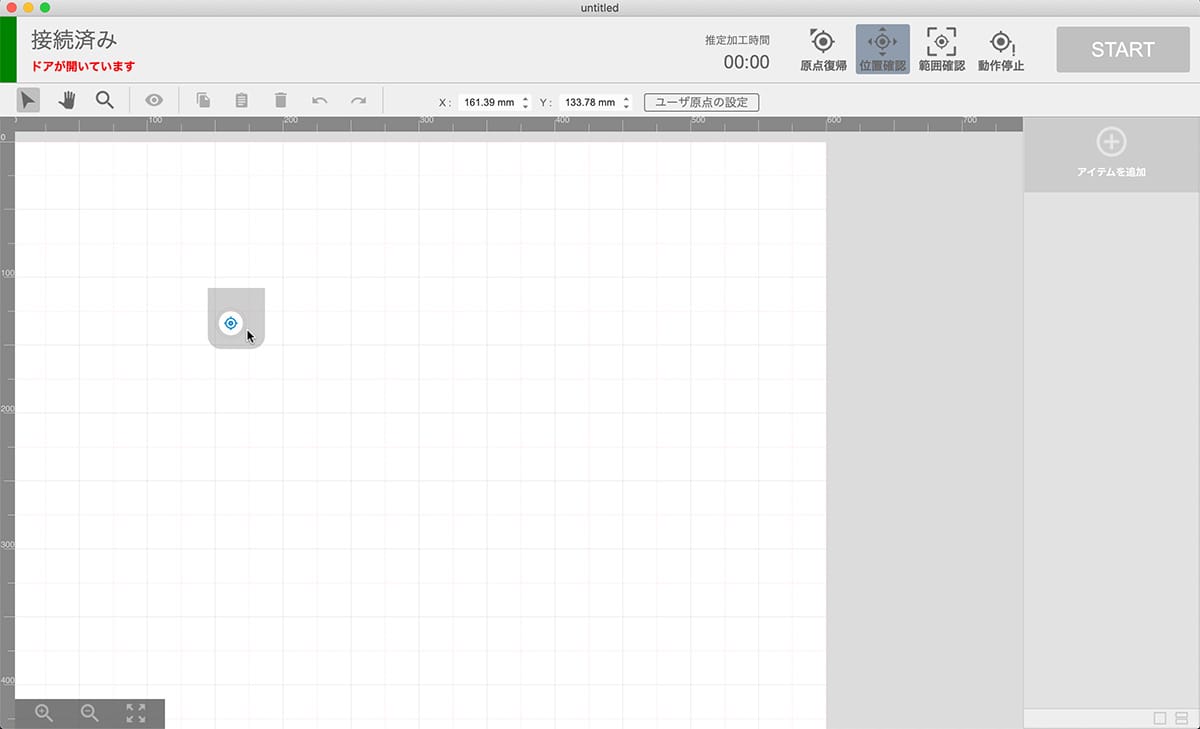 untitled
接続済み
ドアが開いています
推定加工時間
00:00
原点復帰
位置確認
範囲確認
動作停止
START
X : 161.39 mm Y : 133.78 mm ユーザ原点の設定
100 200 300 400 500 600 700
0
アイテムを追加
100
200
300
400